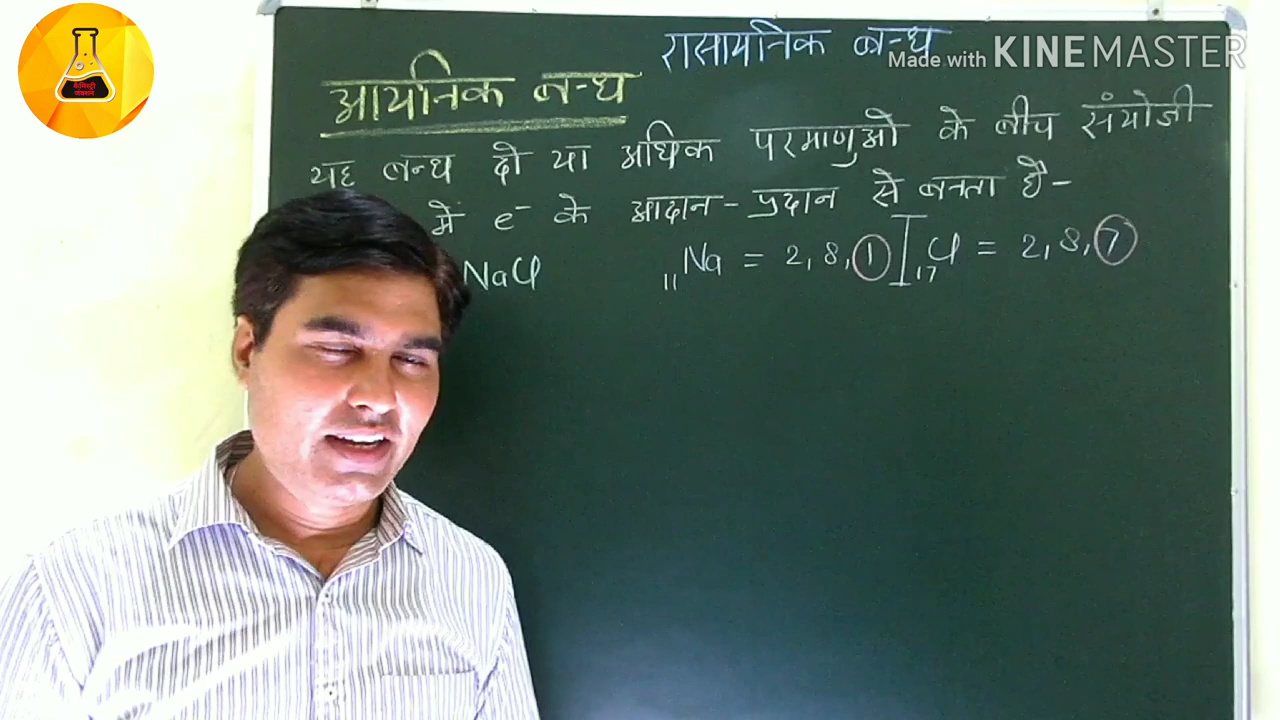 रासायनिक बन्ध
Made with KINEMASTER
आयनिक बन्ध
यह बन्ध दो या अधिक परमाणुओ के बीच संयोजी
में e⁻ के आदान-प्रदान से बनता है-
NaCl ₁₁Na = 2, 8, 1 ₁₇Cl = 2, 8, 7